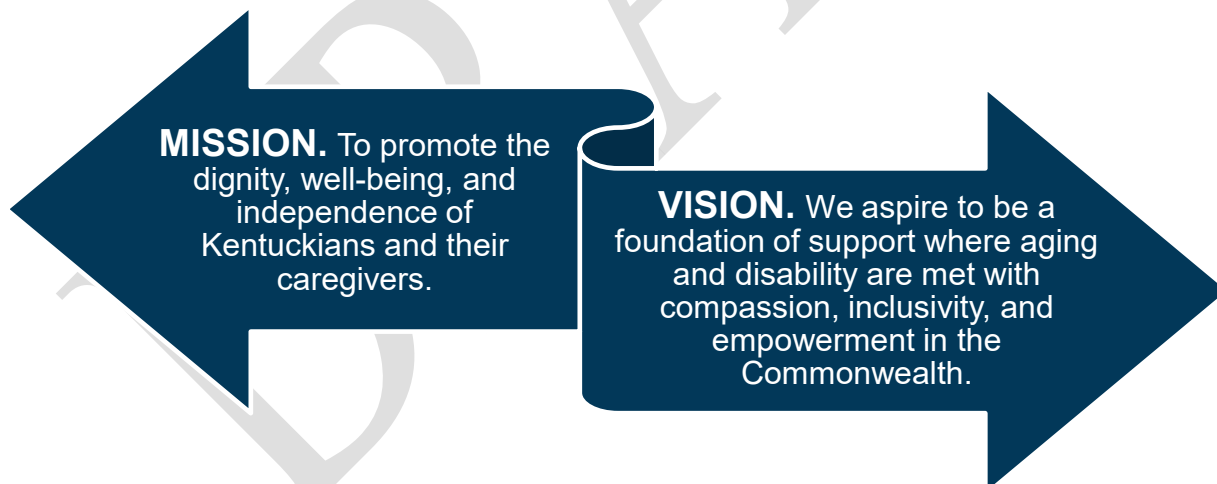 MISSION. To promote the
dignity, well-being, and
independence of
Kentuckians and their
caregivers.
VISION. We aspire to be a
foundation of support where aging
and disability are met with
compassion, inclusivity, and
empowerment in the
Commonwealth.